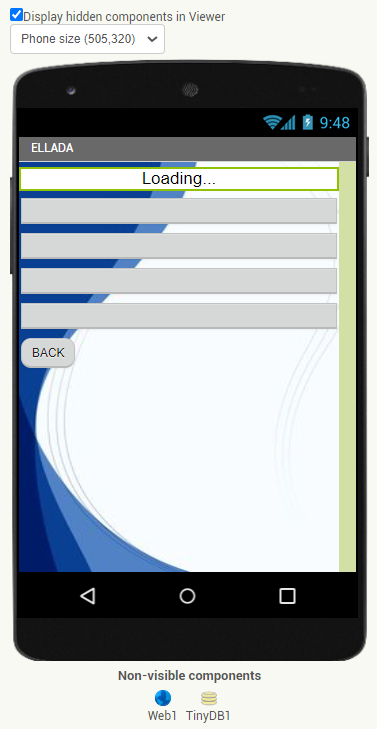 Display hidden components in Viewer
Phone size (505,320)
9:48
ELLADA
Loading...
BACK
Non-visible components
Web1 TinyDB1